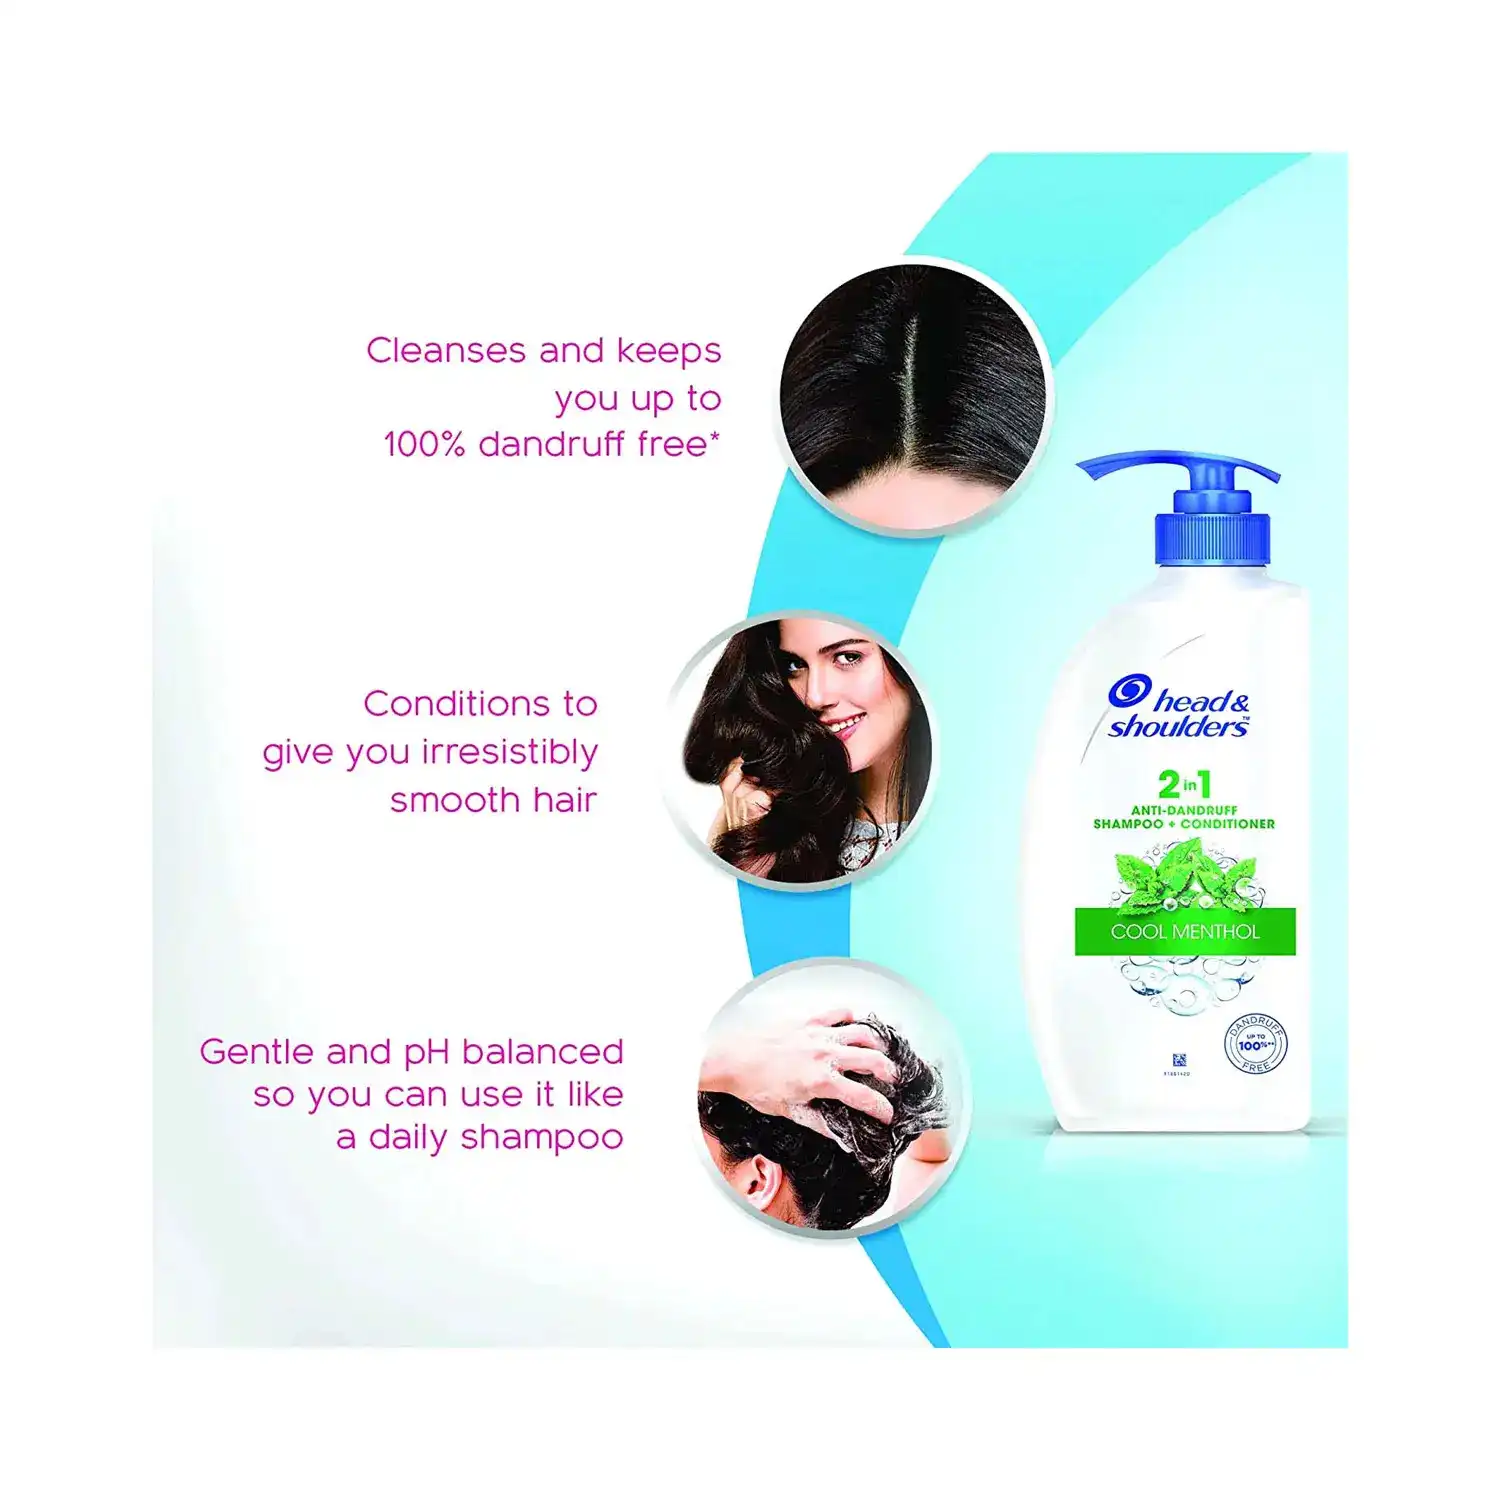 Cleanses and keeps
you up to
100% dandruff free*
Conditions to
give you irresistibly
smooth hair
Gentle and pH balanced
so you can use it like
a daily shampoo
head &
shoulders™
2 in 1
ANTI-DANDRUFF
SHAMPOO + CONDITIONER
COOL MENTHOL
DANDRUFF
UP TO
100%**
FREE